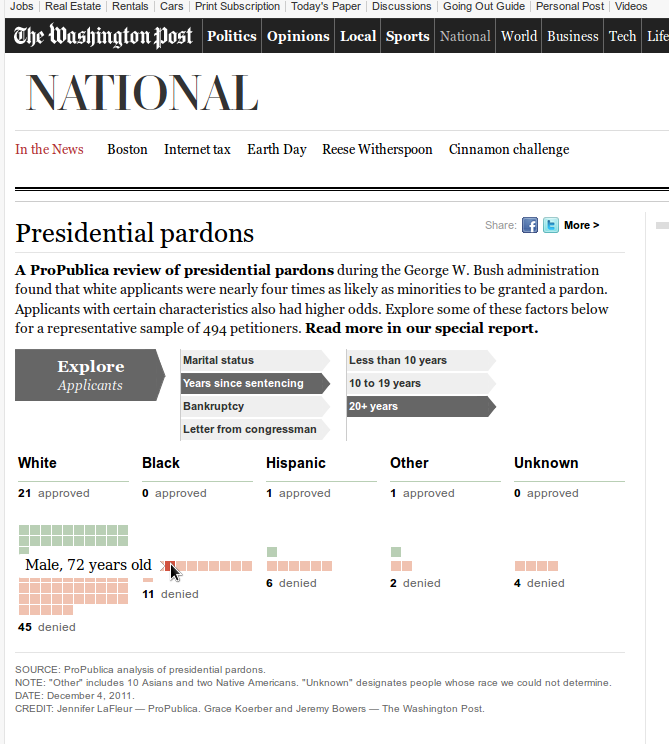 Jobs Real Estate Rentals Cars Print Subscription Today's Paper Discussions Going Out Guide Personal Post Videos
The Washington Post Politics Opinions Local Sports National World Business Tech Life
NATIONAL
In the News Boston Internet tax Earth Day Reese Witherspoon Cinnamon challenge
Presidential pardons
Share: More >
A ProPublica review of presidential pardons during the George W. Bush administration
found that white applicants were nearly four times as likely as minorities to be granted a pardon.
Applicants with certain characteristics also had higher odds. Explore some of these factors below
for a representative sample of 494 petitioners. Read more in our special report.
Explore
Applicants
Marital status
Years since sentencing
Bankruptcy
Letter from congressman
Less than 10 years
10 to 19 years
20+ years
White Black Hispanic Other Unknown
21 approved 0 approved 1 approved 1 approved 0 approved
Male, 72 years old
6 denied 2 denied 4 denied
11 denied
45 denied
SOURCE: ProPublica analysis of presidential pardons.
NOTE: "Other" includes 10 Asians and two Native Americans. "Unknown" designates people whose race we could not determine.
DATE: December 4, 2011.
CREDIT: Jennifer LaFleur — ProPublica. Grace Koerber and Jeremy Bowers — The Washington Post.